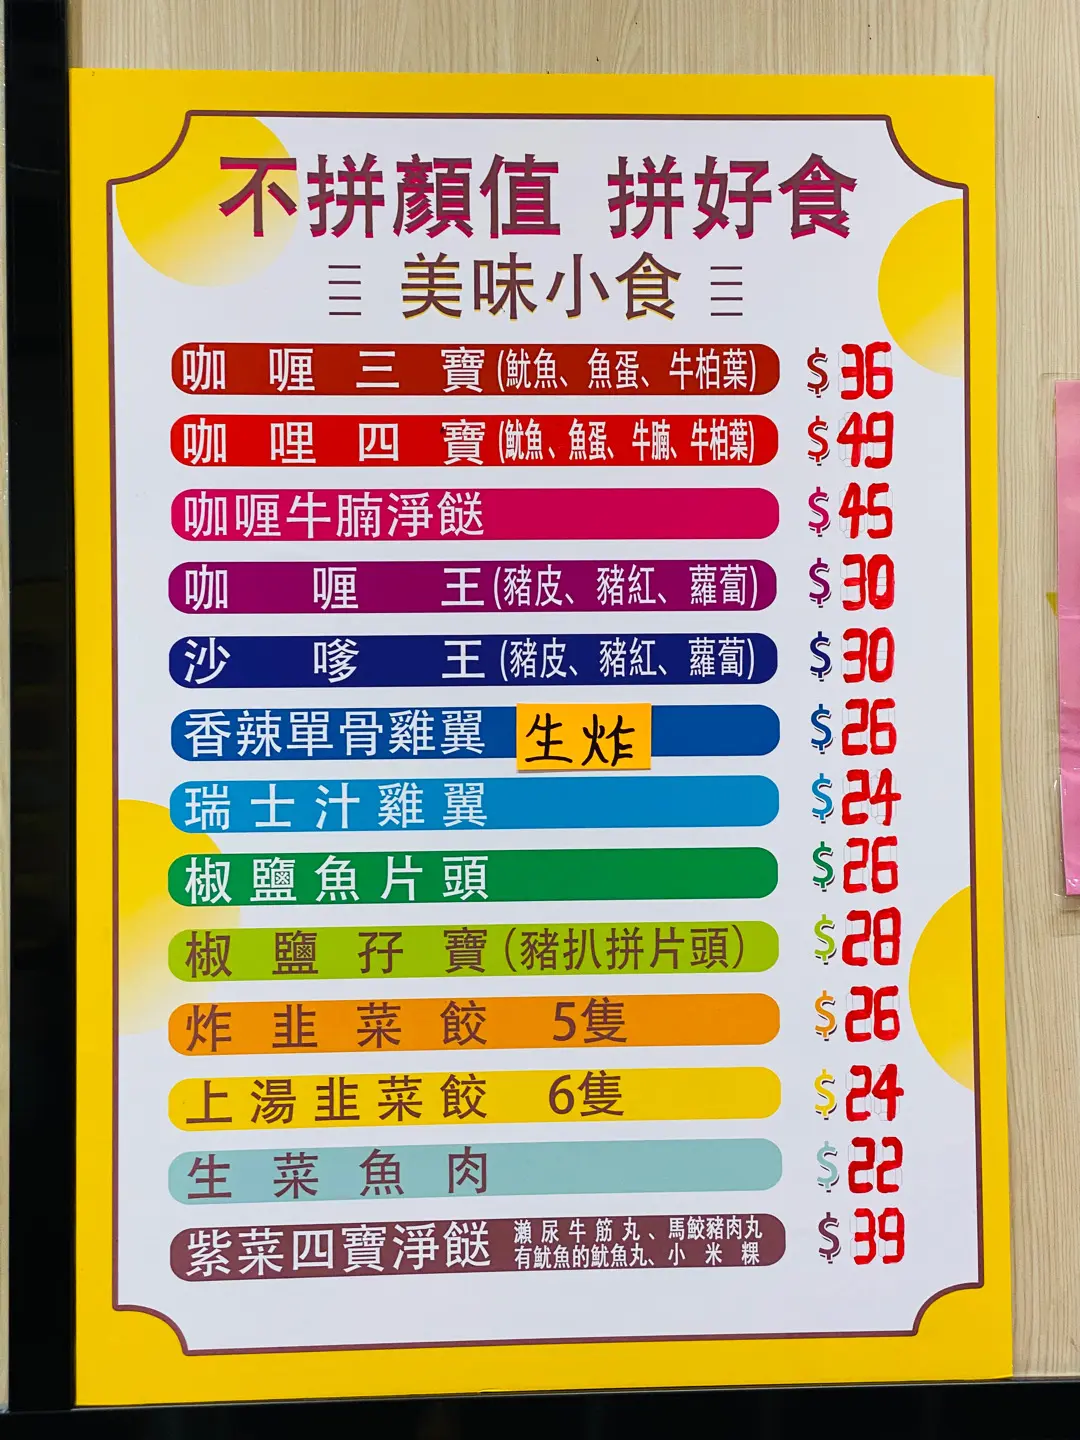 不拼顏值 拼好食
美味小食
咖喱三寶(魷魚、魚蛋、牛柏葉) $36
咖哩四寶(魷魚、魚蛋、牛腩、牛柏葉) $49
咖喱牛腩淨餸 $45
咖喱王(豬皮、豬紅、蘿蔔) $30
沙嗲王(豬皮、豬紅、蘿蔔) $30
香辣單骨雞翼 生炸 $26
瑞士汁雞翼 $24
椒鹽魚片頭 $26
椒鹽孖寶(豬扒拼片頭) $28
炸韭菜餃 5隻 $26
上湯韭菜餃 6隻 $24
生菜魚肉 $22
紫菜四寶淨餸 瀨尿牛筋丸、馬鮫豬肉丸 $39
有魷魚的魷魚丸、小米粿